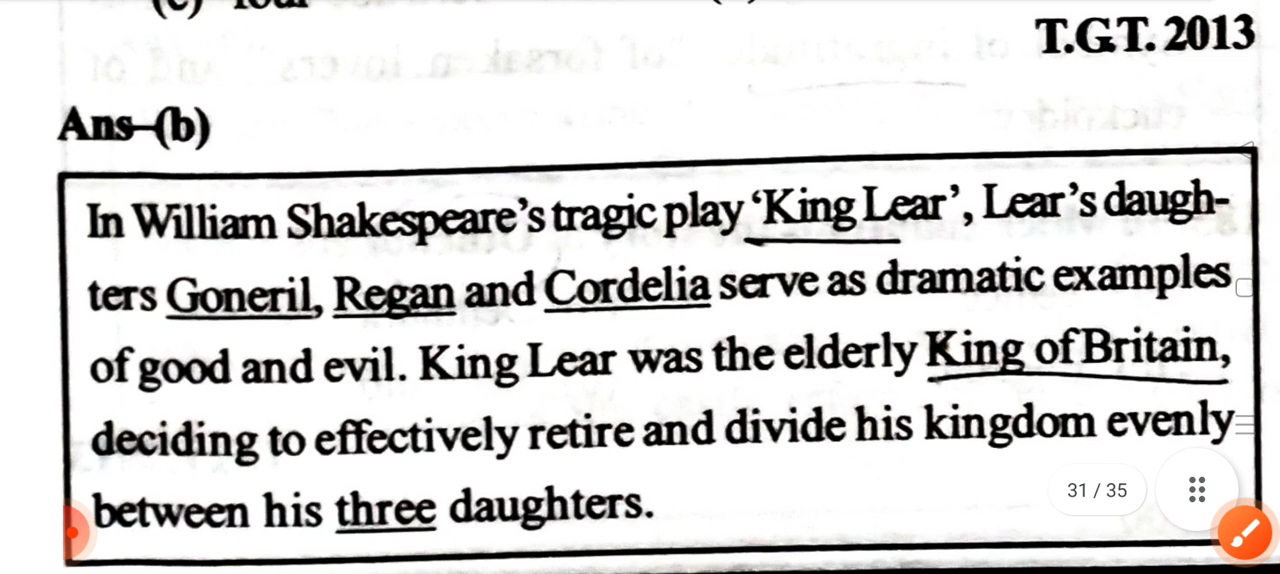 (c) four
T.G.T. 2013
Ans–(b)
In William Shakespeare's tragic play 'King Lear', Lear's daugh-
ters Goneril, Regan and Cordelia serve as dramatic examples
of good and evil. King Lear was the elderly King of Britain,
deciding to effectively retire and divide his kingdom evenly
between his three daughters.
31 / 35